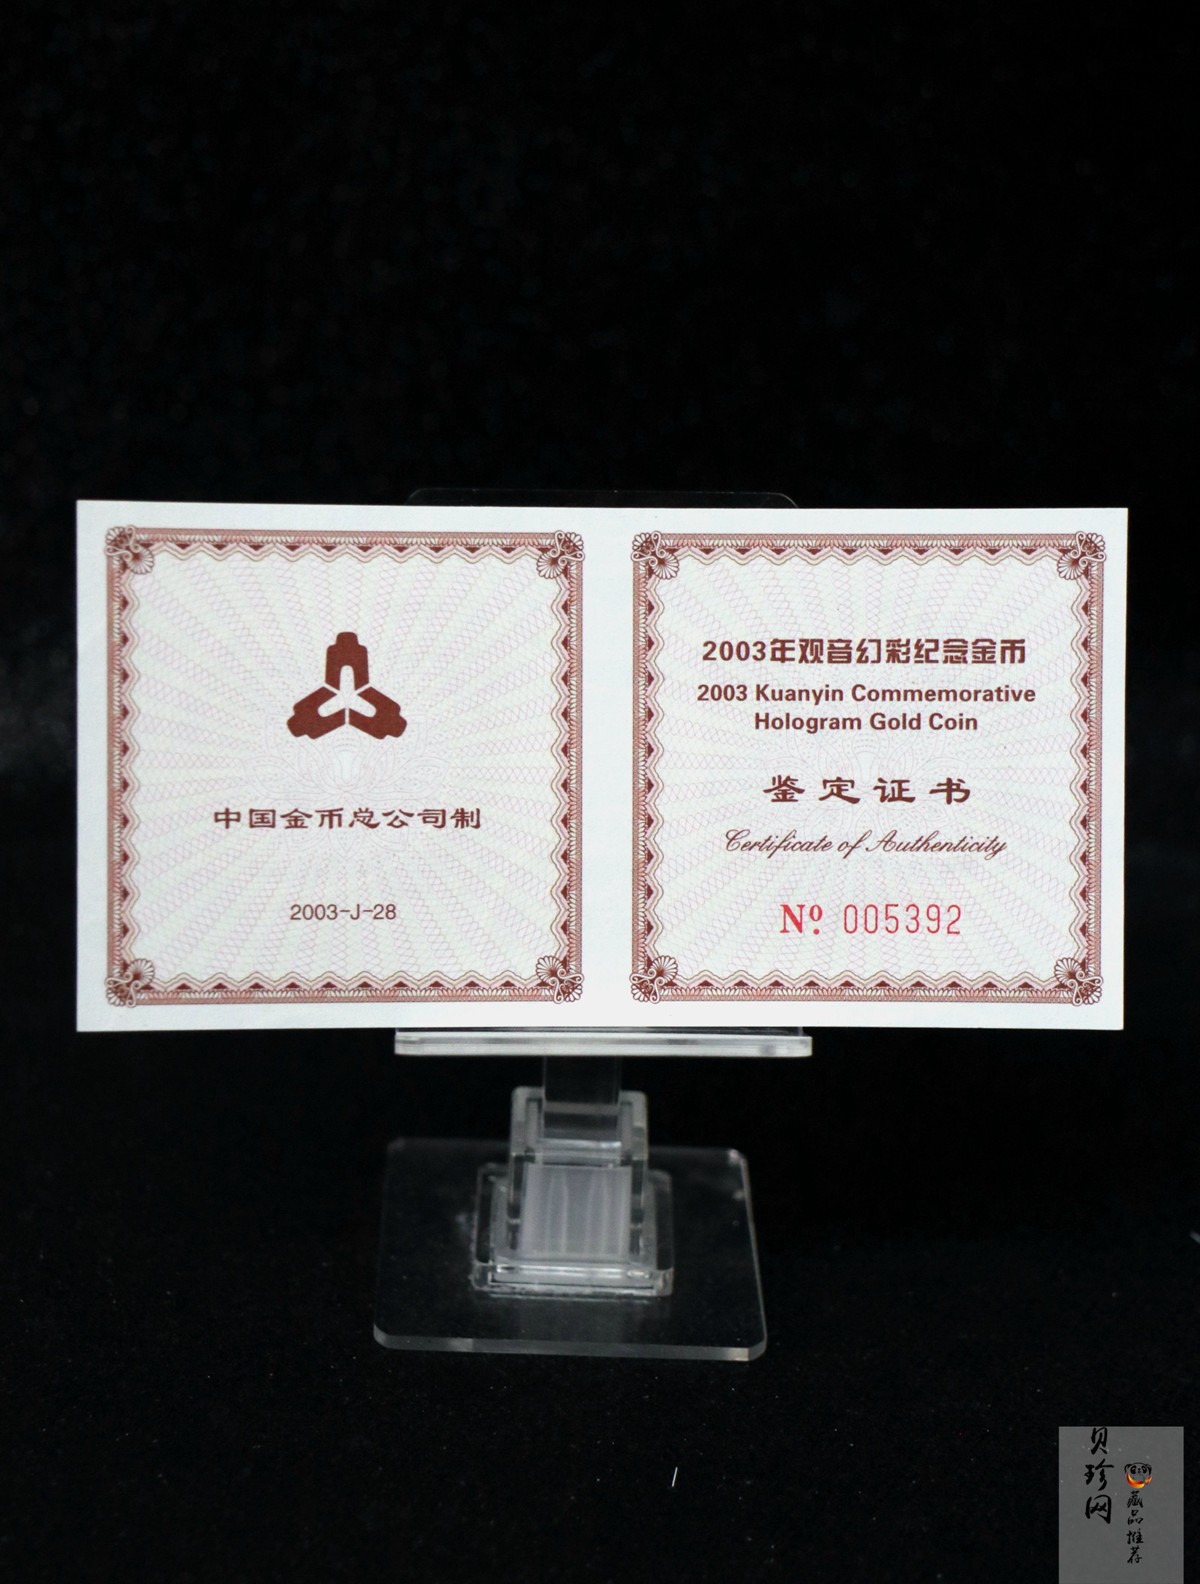 中国金币总公司制
2003-J-28
2003年观音幻彩纪念金币
2003 Kuanyin Commemorative
Hologram Gold Coin
鉴定证书
Certificate of Authenticity
Nº 005392
贝珍网
藏品推荐